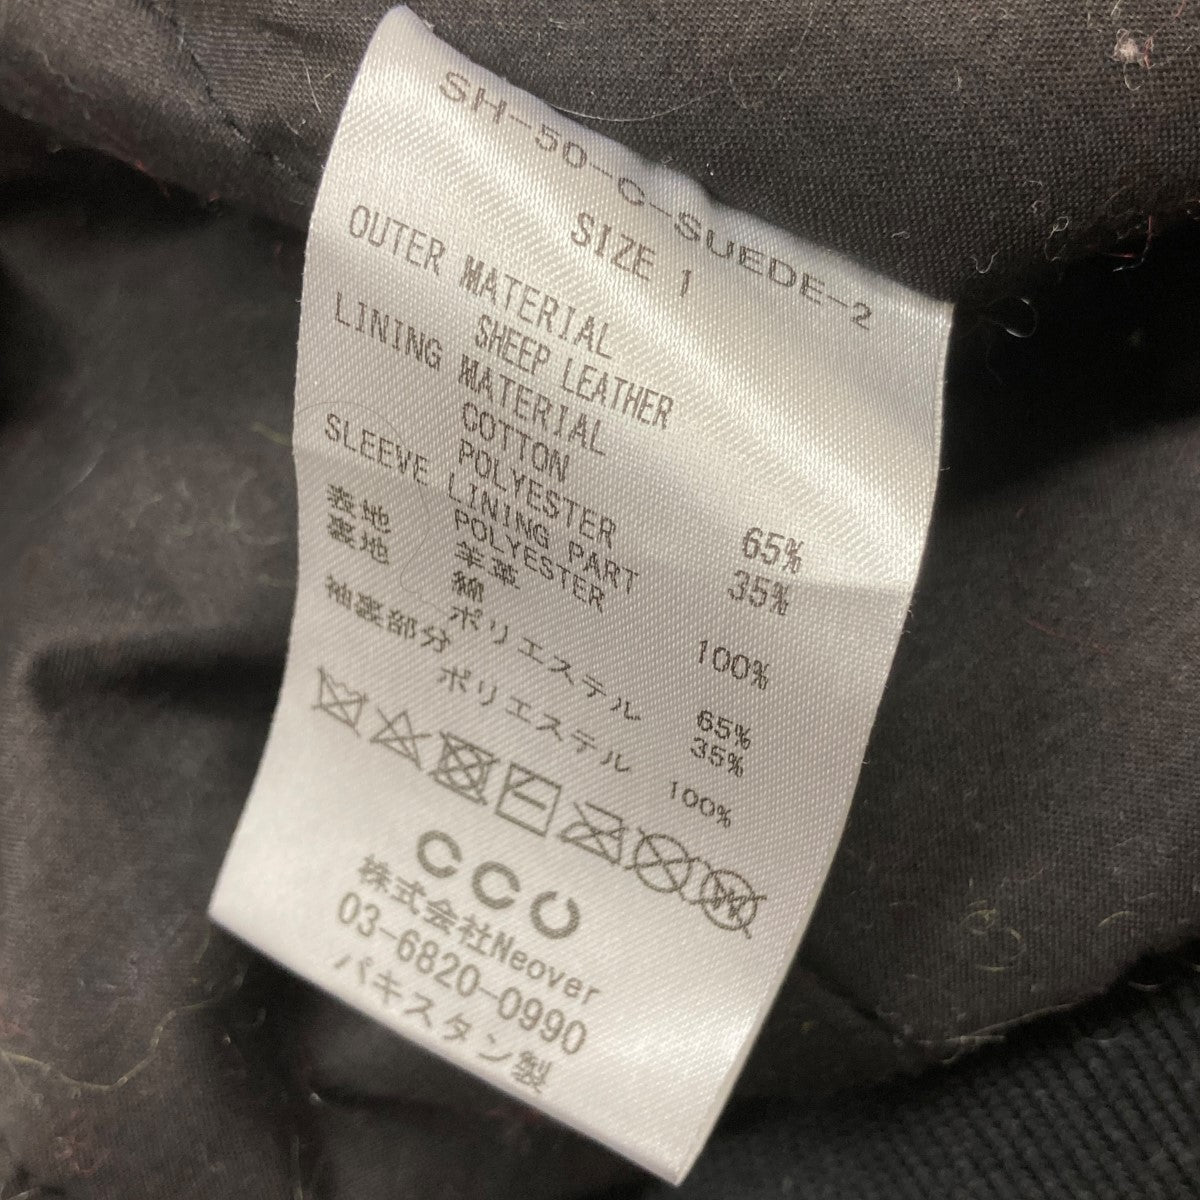 SH-50-C-SUEDE-2
SIZE 1
OUTER MATERIAL
SHEEP LEATHER
LINING MATERIAL
COTTON 65%
POLYESTER 35%
SLEEVE LINING PART
POLYESTER 100%
表地 羊革
裏地 綿 65%
ポリエステル 35%
袖裏部分
ポリエステル 100%
W
CCU
株式会社Neover
03-6820-0990
パキスタン製